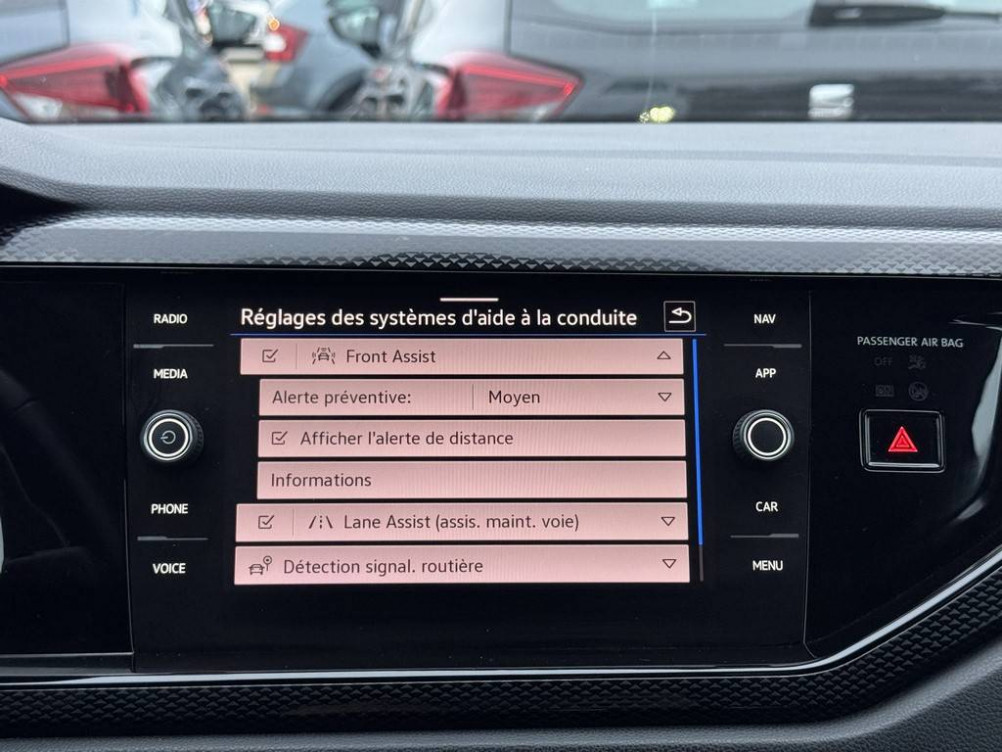 RADIO
MEDIA
PHONE
VOICE
Réglages des systèmes d'aide à la conduite
Front Assist
Alerte préventive: Moyen
Afficher l'alerte de distance
Informations
Lane Assist (assis. maint. voie)
Détection signal. routière
NAV
APP
CAR
MENU
PASSENGER AIR BAG
OFF